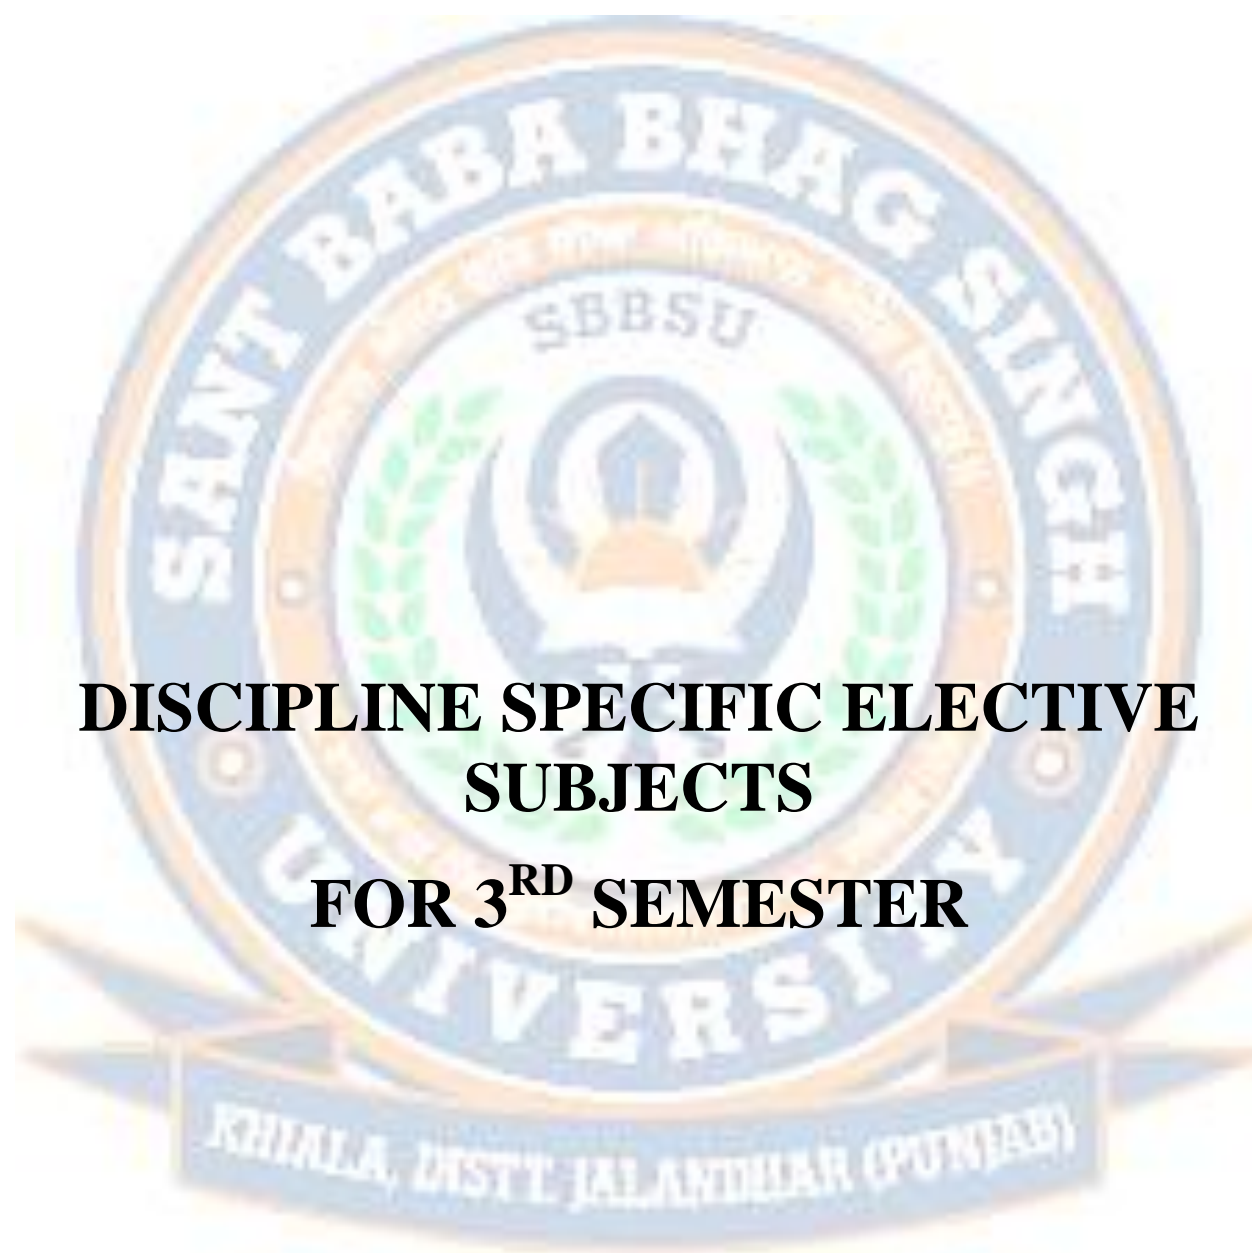 SANT BABA BHAG SINGH
SBBSU
DISCIPLINE SPECIFIC ELECTIVE
SUBJECTS
FOR 3RD SEMESTER
UNIVERSITY
KHIALA, DISTT. JALANDHAR (PUNJAB)